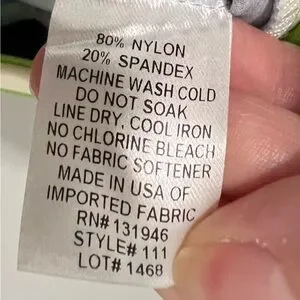 80% NYLON
20% SPANDEX
MACHINE WASH COLD
DO NOT SOAK
LINE DRY, COOL IRON
NO CHLORINE BLEACH
NO FABRIC SOFTENER
MADE IN USA OF
IMPORTED FABRIC
RN# 131946
STYLE# 111
LOT# 1468